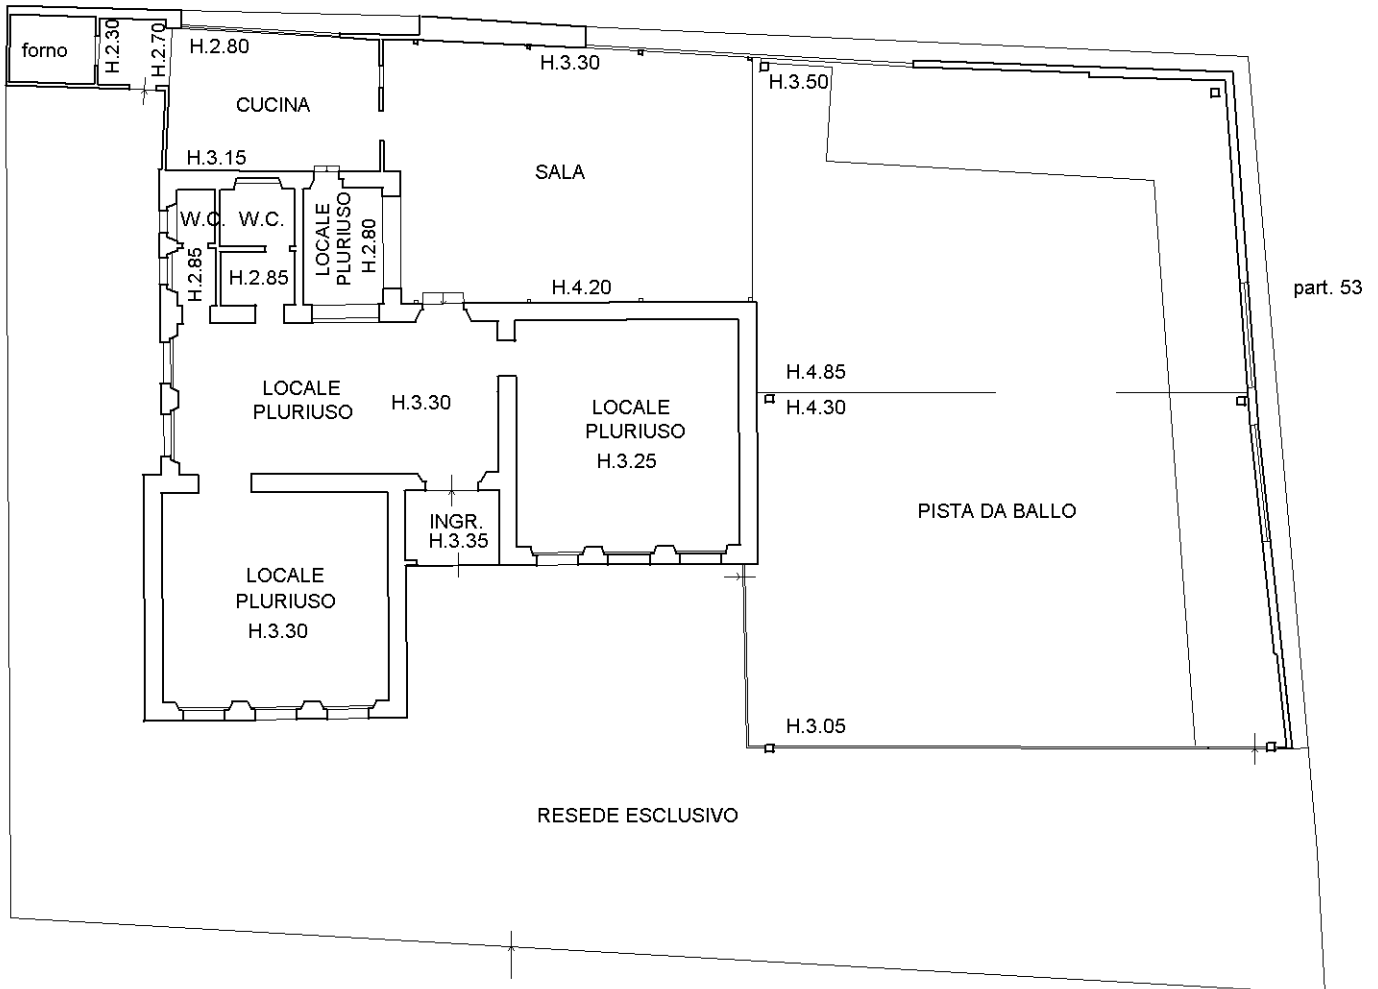 forno
H.2.30
H.2.70
H.2.80
H.3.30
H.3.50
CUCINA
H.3.15
SALA
W.C.
W.C.
LOCALE
PLURIUSO
H.2.80
H.2.85
H.2.85
H.4.20
part. 53
H.4.85
H.4.30
LOCALE
PLURIUSO
H.3.30
LOCALE
PLURIUSO
H.3.25
INGR.
H.3.35
PISTA DA BALLO
LOCALE
PLURIUSO
H.3.30
H.3.05
RESEDE ESCLUSIVO